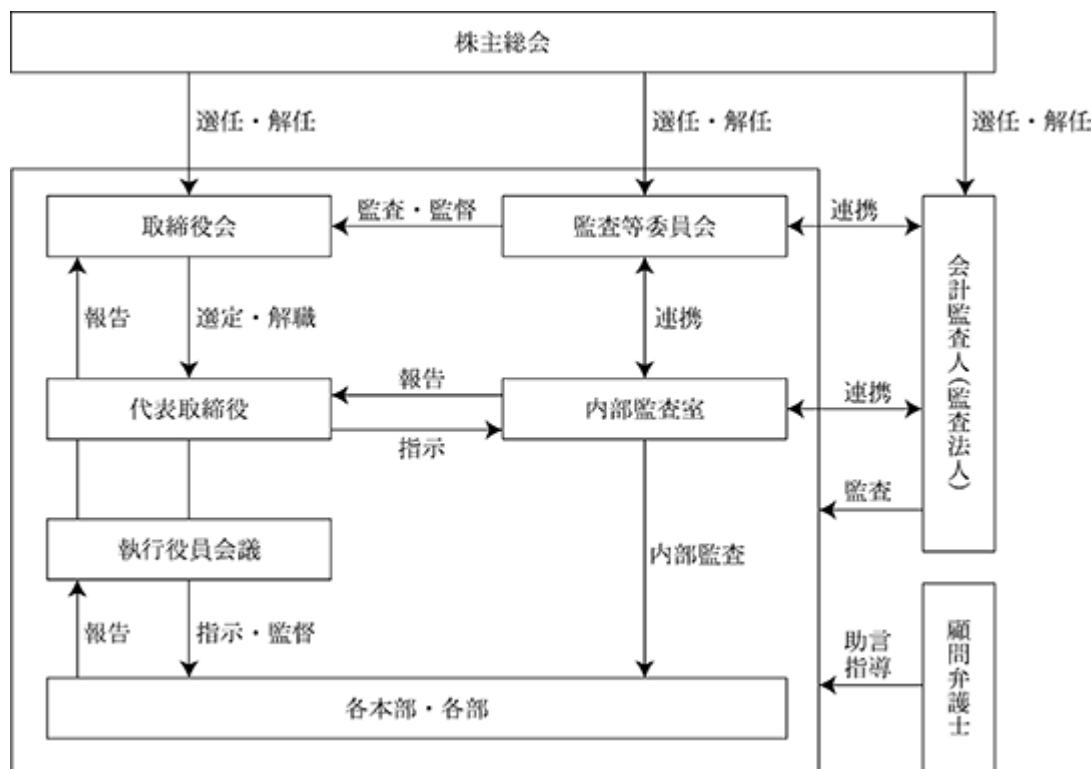 株主総会
選任・解任
選任・解任
選任・解任
取締役会
監査・監督
監査等委員会
連携
会計監査人(監査法人)
報告
選定・解職
連携
代表取締役
報告
指示
内部監査室
連携
監査
執行役員会議
内部監査
報告
指示・監督
助言
指導
顧問弁護士
各本部・各部